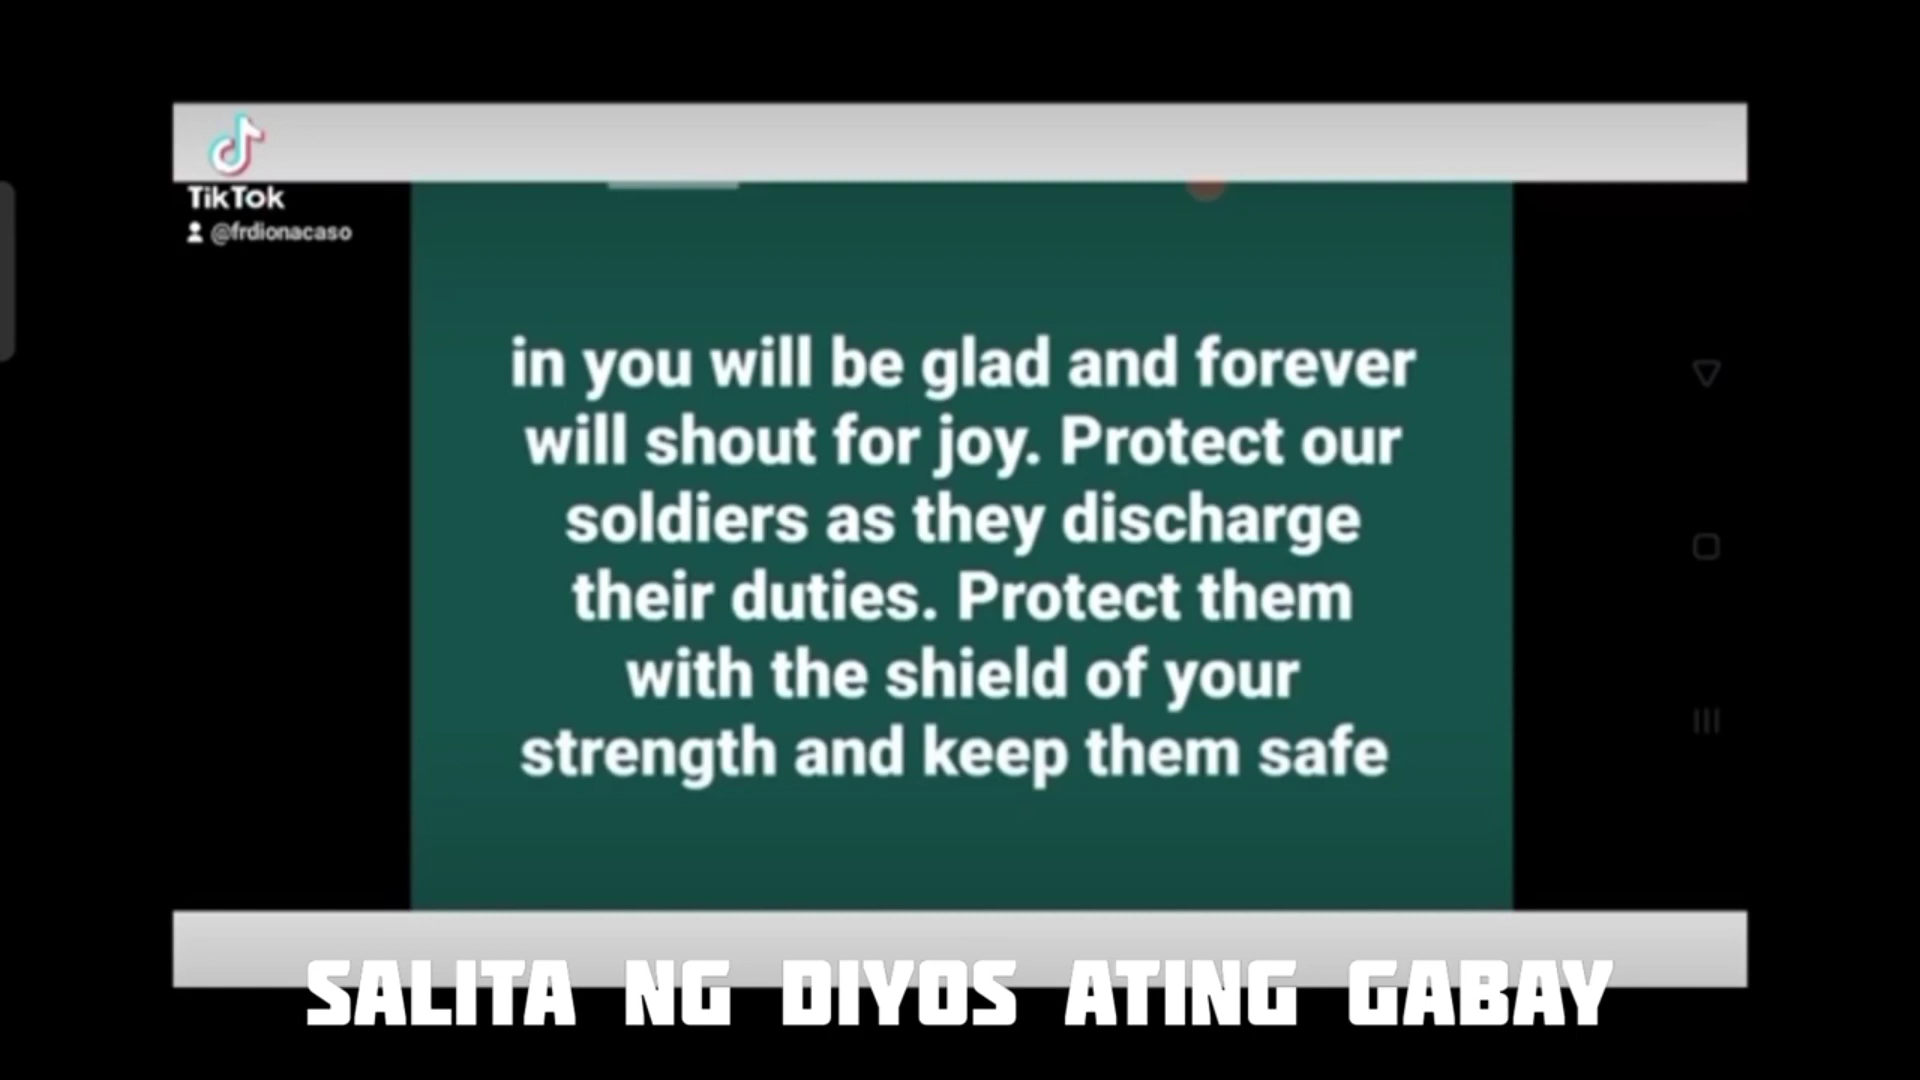 TikTok
@frdionacaso
in you will be glad and forever
will shout for joy. Protect our
soldiers as they discharge
their duties. Protect them
with the shield of your
strength and keep them safe
SALITA NG DIYOS ATING GABAY